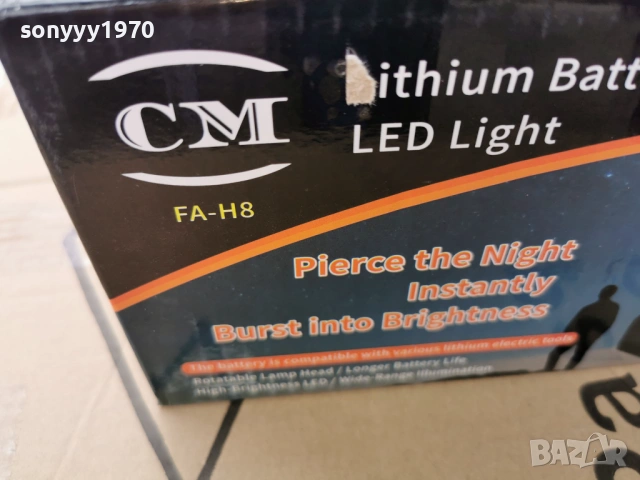 sonyyy1970
CM
FA-H8
Lithium Batt
LED Light
Pierce the Night
Instantly
Burst into Brightness
The battery is compatible with various lithium electric tools
Rotatable Lamp Head / Longer Battery Life
High-Brightness LED / Wide-Range Illumination
BAZAR